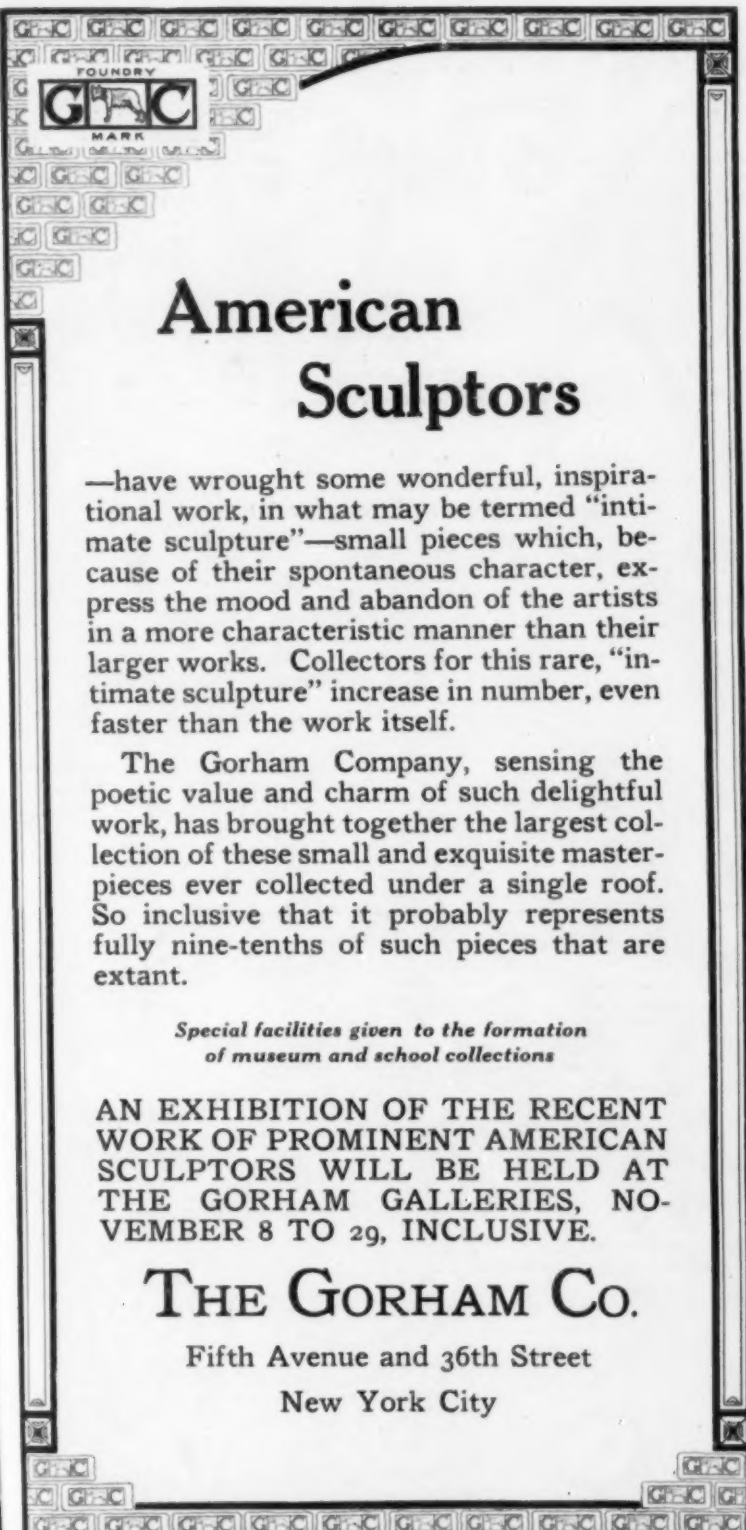 FOUNDRY
G C
MARK
American
Sculptors
—have wrought some wonderful, inspira-
tional work, in what may be termed “inti-
mate sculpture”—small pieces which, be-
cause of their spontaneous character, ex-
press the mood and abandon of the artists
in a more characteristic manner than their
larger works. Collectors for this rare, “in-
timate sculpture” increase in number, even
faster than the work itself.
The Gorham Company, sensing the
poetic value and charm of such delightful
work, has brought together the largest col-
lection of these small and exquisite master-
pieces ever collected under a single roof.
So inclusive that it probably represents
fully nine-tenths of such pieces that are
extant.
Special facilities given to the formation
of museum and school collections
AN EXHIBITION OF THE RECENT
WORK OF PROMINENT AMERICAN
SCULPTORS WILL BE HELD AT
THE GORHAM GALLERIES, NO-
VEMBER 8 TO 29, INCLUSIVE.
THE GORHAM CO.
Fifth Avenue and 36th Street
New York City